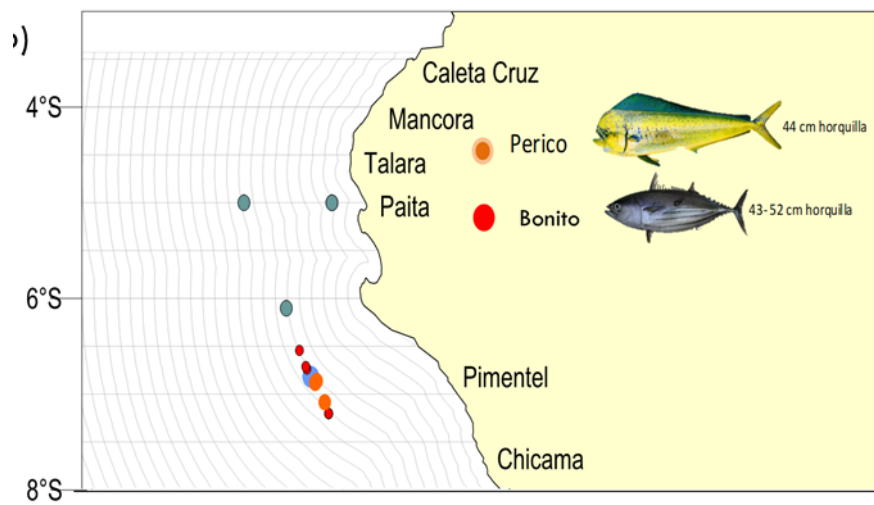 )
Caleta Cruz
4°S
Mancora
44 cm horquilla
Perico
Talara
Paita
Bonito
43-52 cm horquilla
6°S
Pimentel
Chicama
8°S